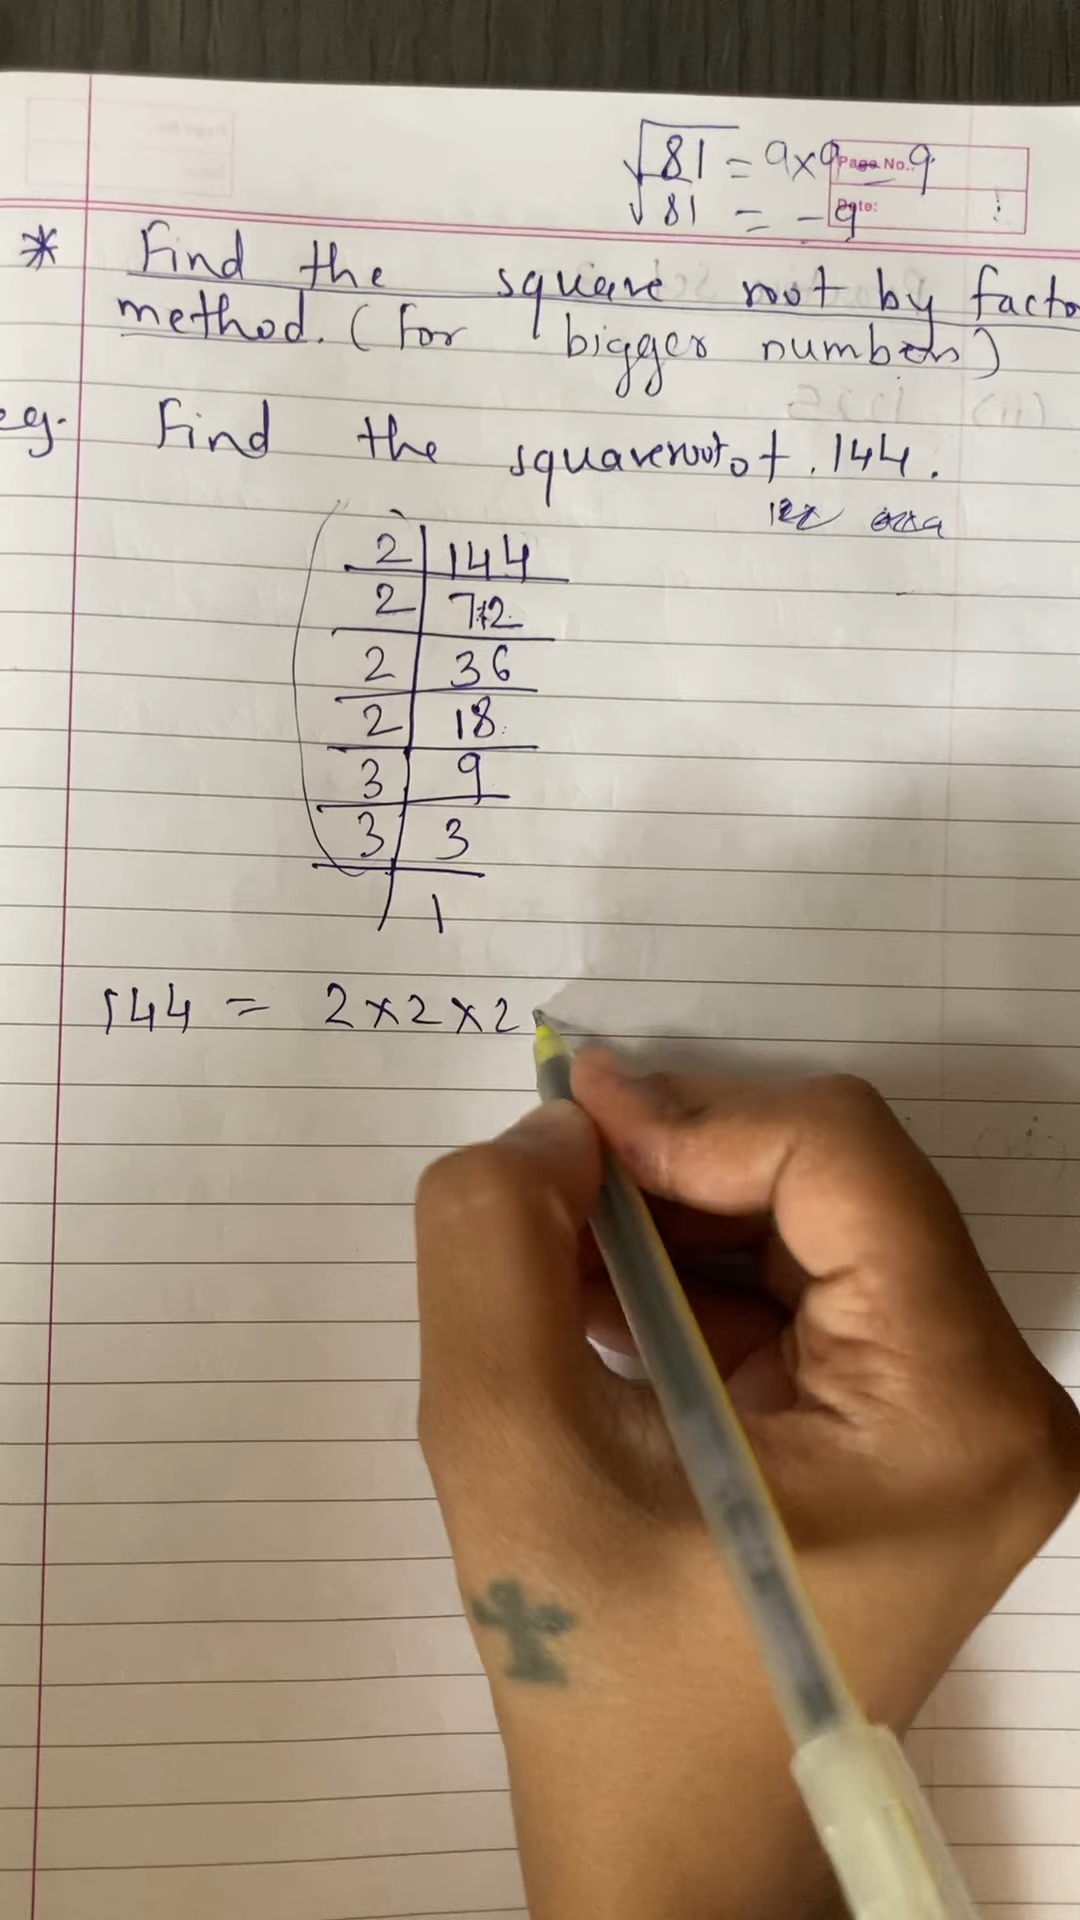 √81 = 9x9 = 9
Page No.:
√81 = -9
Date:
* Find the square root by facto
method. (For bigger numbers)
eg. Find the squareroot of 144.
2 | 144
2 | 72
2 | 36
2 | 18
3 | 9
3 | 3
| 1
144 = 2×2×2